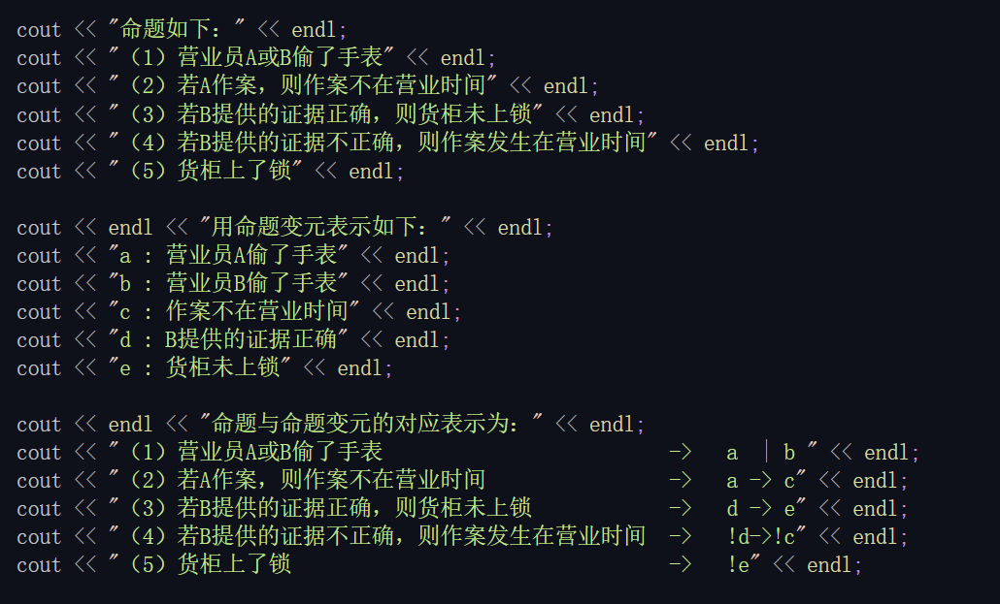 cout << "命题如下：" << endl;
cout << "（1）营业员A或B偷了手表" << endl;
cout << "（2）若A作案，则作案不在营业时间" << endl;
cout << "（3）若B提供的证据正确，则货柜未上锁" << endl;
cout << "（4）若B提供的证据不正确，则作案发生在营业时间" << endl;
cout << "（5）货柜上了锁" << endl;
cout << endl << "用命题变元表示如下：" << endl;
cout << "a : 营业员A偷了手表" << endl;
cout << "b : 营业员B偷了手表" << endl;
cout << "c : 作案不在营业时间" << endl;
cout << "d : B提供的证据正确" << endl;
cout << "e : 货柜未上锁" << endl;
cout << endl << "命题与命题变元的对应表示为：" << endl;
cout << "（1）营业员A或B偷了手表                         ->   a  | b " << endl;
cout << "（2）若A作案，则作案不在营业时间                ->   a -> c" << endl;
cout << "（3）若B提供的证据正确，则货柜未上锁            ->   d -> e" << endl;
cout << "（4）若B提供的证据不正确，则作案发生在营业时间  ->   !d->!c" << endl;
cout << "（5）货柜上了锁                                 ->   !e" << endl;